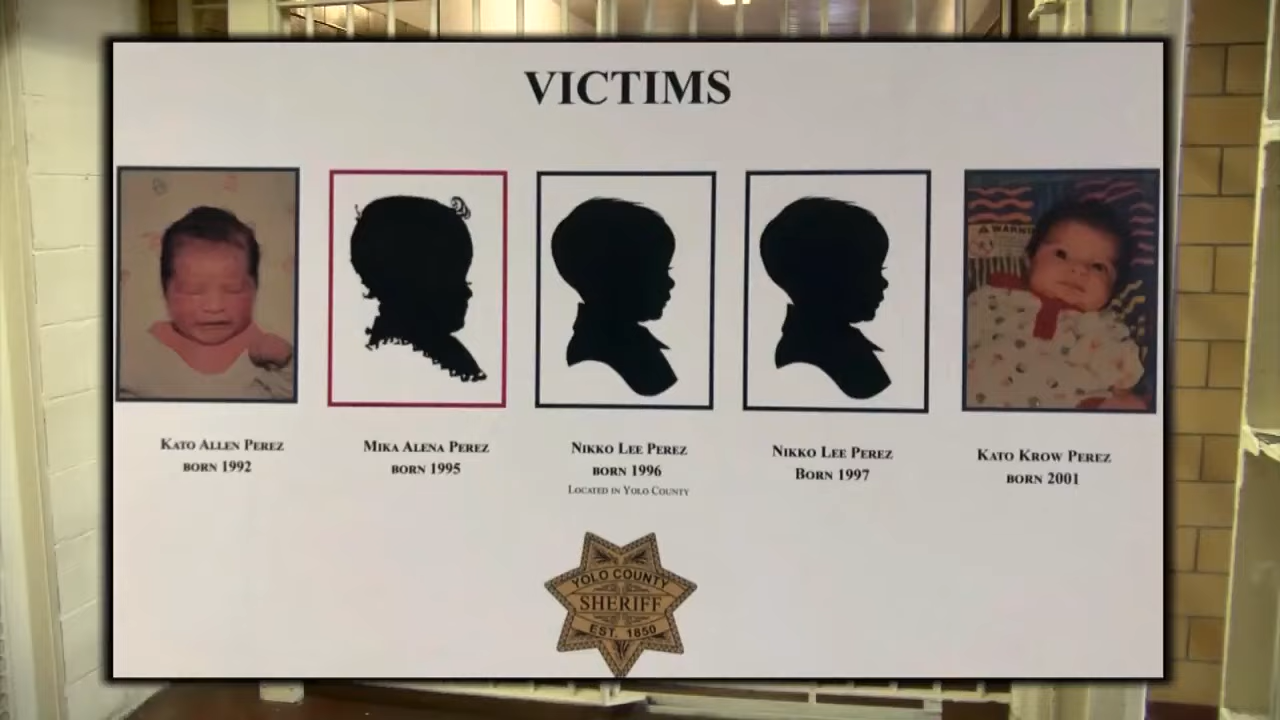 VICTIMS
KATO ALLEN PEREZ
BORN 1992
MIKA ALENA PEREZ
BORN 1995
NIKKO LEE PEREZ
BORN 1996
LOCATED IN YOLO COUNTY
NIKKO LEE PEREZ
BORN 1997
KATO KROW PEREZ
BORN 2001
WARNI
YOLO COUNTY
SHERIFF
EST. 1850